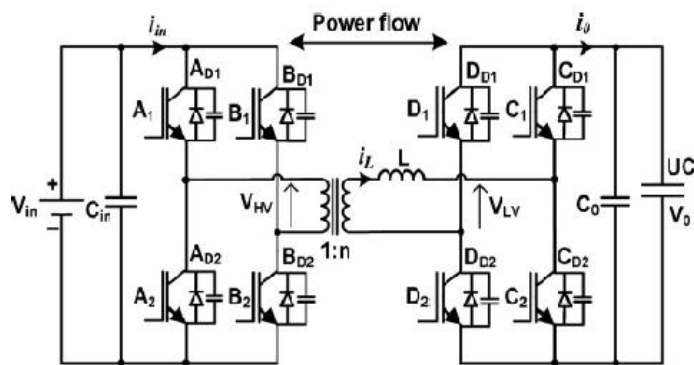 i_in
Power flow
i_0
A_D1
B_D1
D_D1
C_D1
A_1
B_1
D_1
C_1
i_L
L
UC
+
V_in
−
C_in
V_HV
V_LV
C_0
V_0
1:n
A_D2
B_D2
D_D2
C_D2
A_2
B_2
D_2
C_2